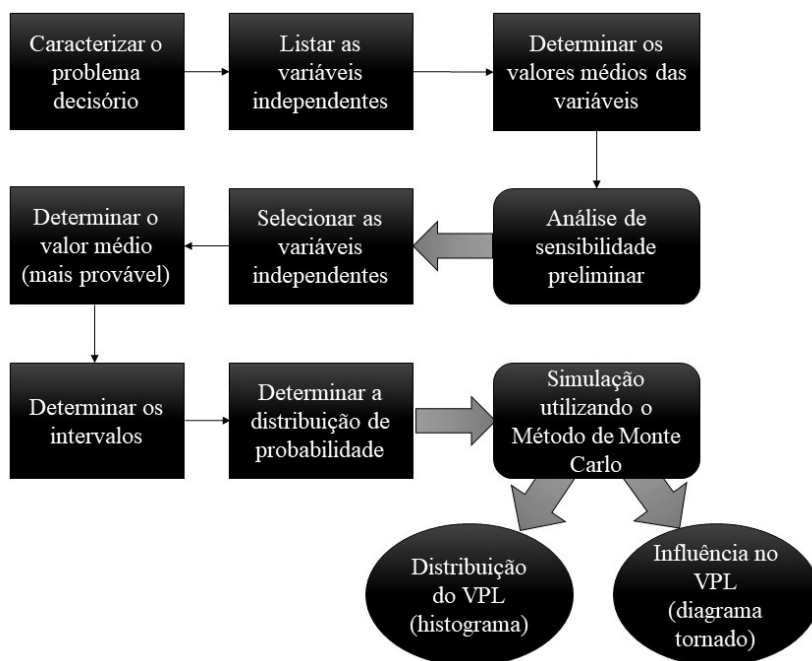 Caracterizar o
problema
decisório
Listar as
variáveis
independentes
Determinar os
valores médios das
variáveis
Análise de
sensibilidade
preliminar
Selecionar as
variáveis
independentes
Determinar o
valor médio
(mais provável)
Determinar os
intervalos
Determinar a
distribuição de
probabilidade
Simulação
utilizando o
Método de Monte
Carlo
Distribuição
do VPL
(histograma)
Influência no
VPL
(diagrama
tornado)